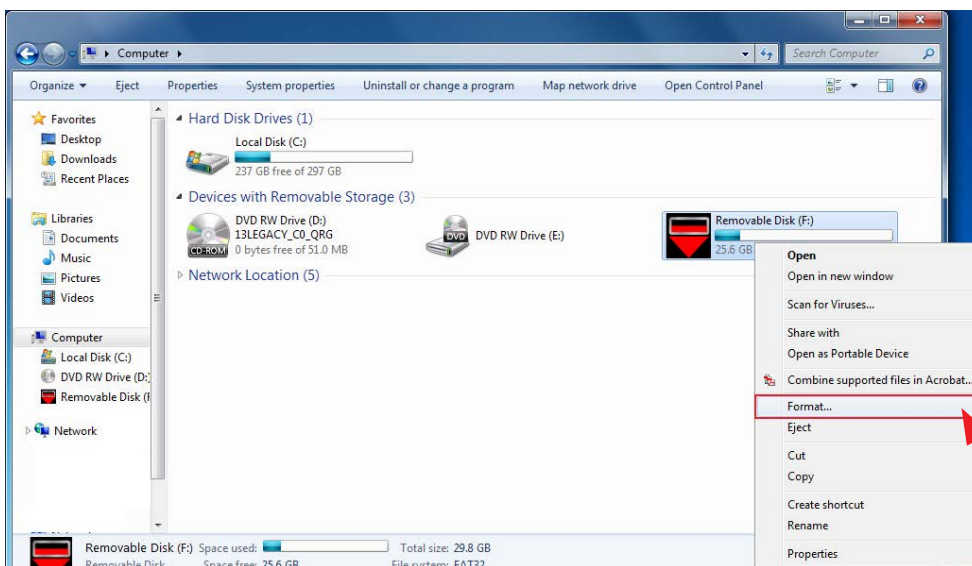 Computer
Search Computer
Organize Eject Properties System properties Uninstall or change a program Map network drive Open Control Panel
Favorites
Desktop
Downloads
Recent Places
Libraries
Documents
Music
Pictures
Videos
Computer
Local Disk (C:)
DVD RW Drive (D:)
Removable Disk (F
Network
Hard Disk Drives (1)
Local Disk (C:)
237 GB free of 297 GB
Devices with Removable Storage (3)
DVD RW Drive (D:)
13LEGACY_C0_QRG
0 bytes free of 51.0 MB
CD-ROM
DVD
DVD RW Drive (E:)
Removable Disk (F:)
25.6 GB
Network Location (5)
Open
Open in new window
Scan for Viruses...
Share with
Open as Portable Device
Combine supported files in Acrobat...
Format...
Eject
Cut
Copy
Create shortcut
Rename
Properties
Removable Disk (F:) Space used: Total size: 29.8 GB
Removable Disk Space free: 25.6 GB File system: FAT32